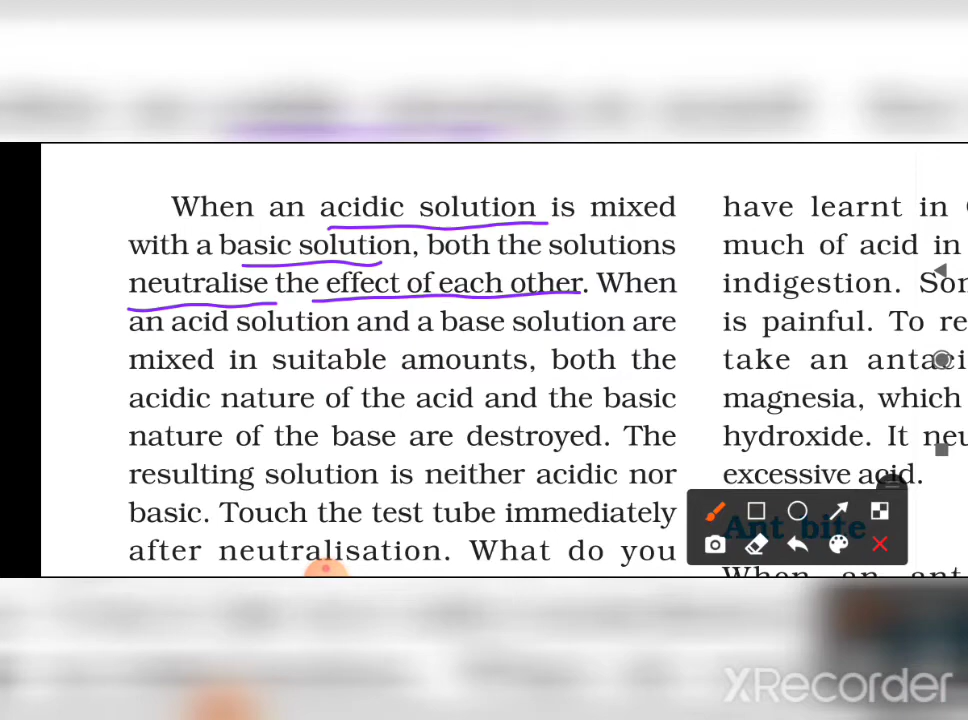 When an acidic solution is mixed
with a basic solution, both the solutions
neutralise the effect of each other. When
an acid solution and a base solution are
mixed in suitable amounts, both the
acidic nature of the acid and the basic
nature of the base are destroyed. The
resulting solution is neither acidic nor
basic. Touch the test tube immediately
after neutralisation. What do you
have learnt in
much of acid in
indigestion.
is painful. To
take an
magnesia, which
hydroxide. It
excessive acid.
Ant bite
When an ant
XRecorder